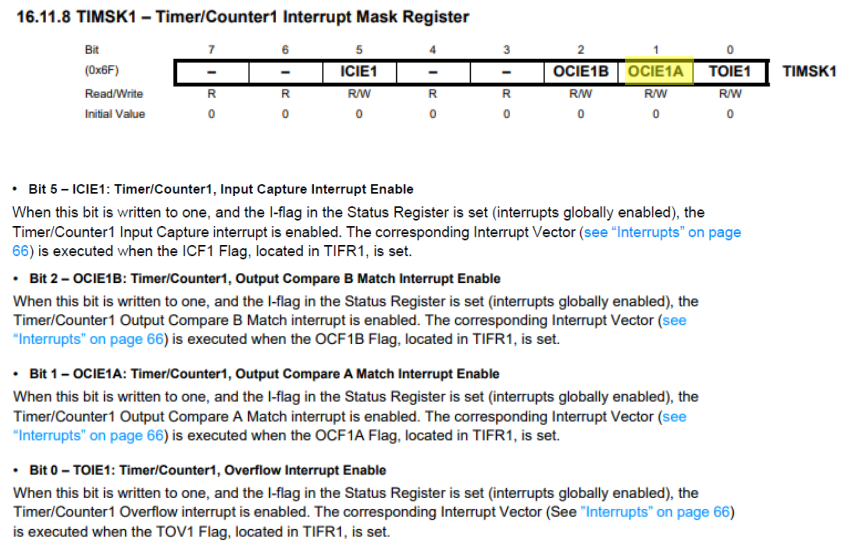 16.11.8 TIMSK1 – Timer/Counter1 Interrupt Mask Register
Bit 7 6 5 4 3 2 1 0
(0x6F) – – ICIE1 – – OCIE1B OCIE1A TOIE1 TIMSK1
Read/Write R R R/W R R R/W R/W R/W
Initial Value 0 0 0 0 0 0 0 0
• Bit 5 – ICIE1: Timer/Counter1, Input Capture Interrupt Enable
When this bit is written to one, and the I-flag in the Status Register is set (interrupts globally enabled), the
Timer/Counter1 Input Capture interrupt is enabled. The corresponding Interrupt Vector (see “Interrupts” on page
66) is executed when the ICF1 Flag, located in TIFR1, is set.
• Bit 2 – OCIE1B: Timer/Counter1, Output Compare B Match Interrupt Enable
When this bit is written to one, and the I-flag in the Status Register is set (interrupts globally enabled), the
Timer/Counter1 Output Compare B Match interrupt is enabled. The corresponding Interrupt Vector (see
“Interrupts” on page 66) is executed when the OCF1B Flag, located in TIFR1, is set.
• Bit 1 – OCIE1A: Timer/Counter1, Output Compare A Match Interrupt Enable
When this bit is written to one, and the I-flag in the Status Register is set (interrupts globally enabled), the
Timer/Counter1 Output Compare A Match interrupt is enabled. The corresponding Interrupt Vector (see
“Interrupts” on page 66) is executed when the OCF1A Flag, located in TIFR1, is set.
• Bit 0 – TOIE1: Timer/Counter1, Overflow Interrupt Enable
When this bit is written to one, and the I-flag in the Status Register is set (interrupts globally enabled), the
Timer/Counter1 Overflow interrupt is enabled. The corresponding Interrupt Vector (See ”Interrupts” on page 66)
is executed when the TOV1 Flag, located in TIFR1, is set.